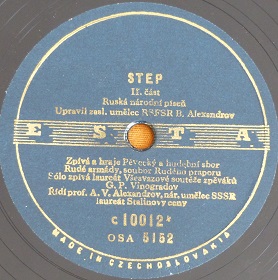 STEP
II. část
Ruská národní píseň
Upravil zasl. umělec RSFSR B. Alexandrov
ESTA
Zpívá a hraje Pěvecký a hudební sbor
Rudé armády, soubor Rudého praporu
Sólo zpívá laureát Všesvazové soutěže zpěváků
G. P. Vinogradov
Řídí prof. A. V. Alexandrov, nár. umělec SSSR
laureát Stalinovy ceny
C 10012*
OSA 5152
MADE IN CZECHOSLOVAKIA